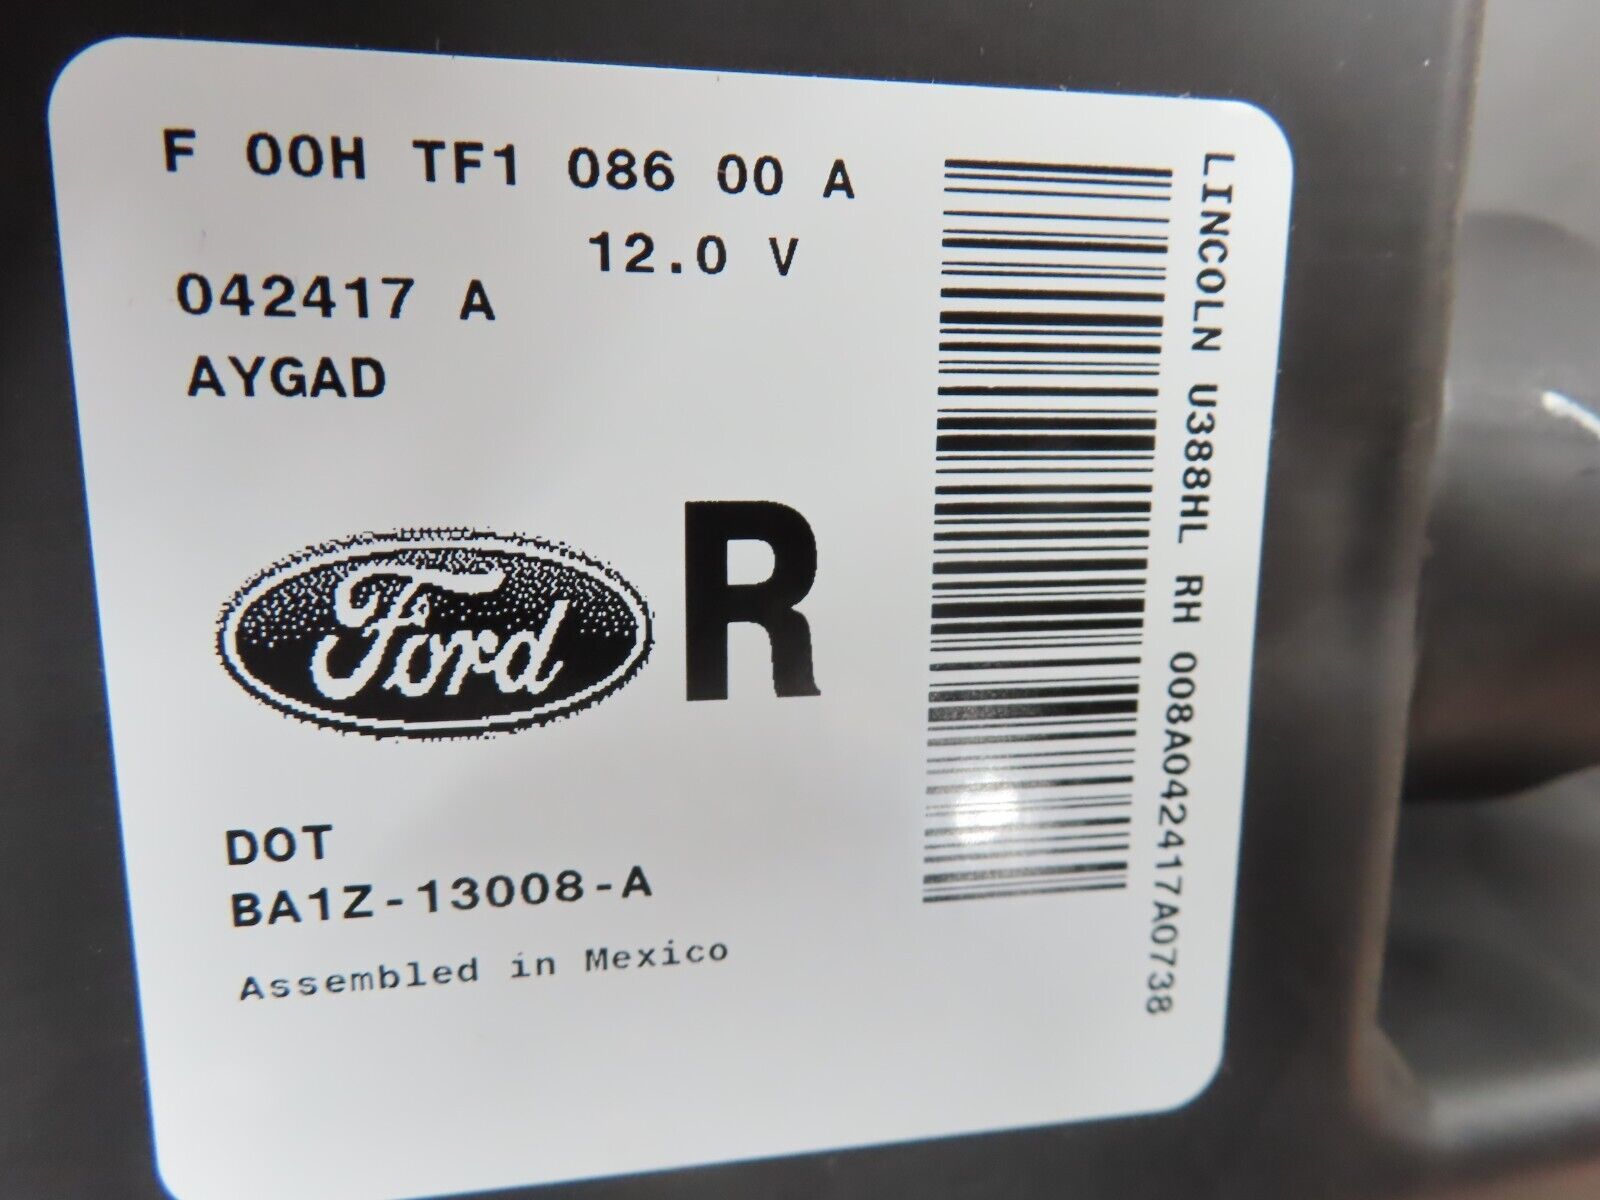 F 00H TF1 086 00 A
12.0 V
042417 A
AYGAD
Ford R
DOT
BA1Z-13008-A
Assembled in Mexico
LINCOLN U388HL RH 008A042417A0738